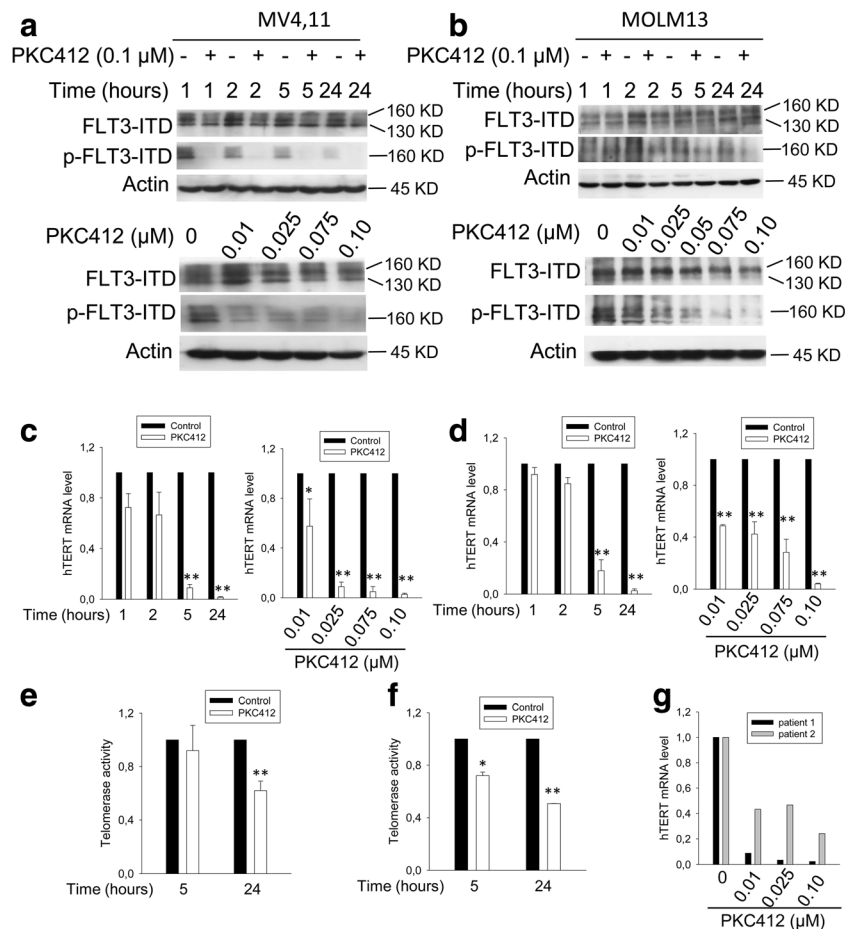 a
MV4,11
PKC412 (0.1 µM) - + - + - + - +
Time (hours) 1 1 2 2 5 5 24 24
FLT3-ITD
160 KD
130 KD
p-FLT3-ITD
160 KD
Actin
45 KD
PKC412 (µM) 0 0.01 0.025 0.075 0.10
FLT3-ITD
160 KD
130 KD
p-FLT3-ITD
160 KD
Actin
45 KD
b
MOLM13
PKC412 (0.1 µM) - + - + - + - +
Time (hours) 1 1 2 2 5 5 24 24
FLT3-ITD
160 KD
130 KD
p-FLT3-ITD
160 KD
Actin
45 KD
PKC412 (µM) 0 0.01 0.025 0.05 0.075 0.10
FLT3-ITD
160 KD
130 KD
p-FLT3-ITD
160 KD
Actin
45 KD
c
Control
PKC412
hTERT mRNA level
1,2
0,8
0,4
0,0
** **
Time (hours) 1 2 5 24
Control
PKC412
hTERT mRNA level
1,2
0,8
0,4
0,0
* ** ** **
0.01 0.025 0.075 0.10
PKC412 (µM)
d
Control
PKC412
hTERT mRNA level
1,2
0,8
0,4
0,0
** **
Time (hours) 1 2 5 24
Control
PKC412
hTERT mRNA level
1,2
0,8
0,4
0,0
** ** ** **
0.01 0.025 0.075 0.10
PKC412 (µM)
e
Control
PKC412
Telomerase activity
1,2
0,8
0,4
0,0
**
Time (hours) 5 24
f
Control
PKC412
Telomerase activity
1,2
0,8
0,4
0,0
* **
Time (hours) 5 24
g
patient 1
patient 2
hTERT mRNA level
1,2
1,0
0,8
0,6
0,4
0,2
0,0
0 0.01 0.025 0.10
PKC412 (µM)